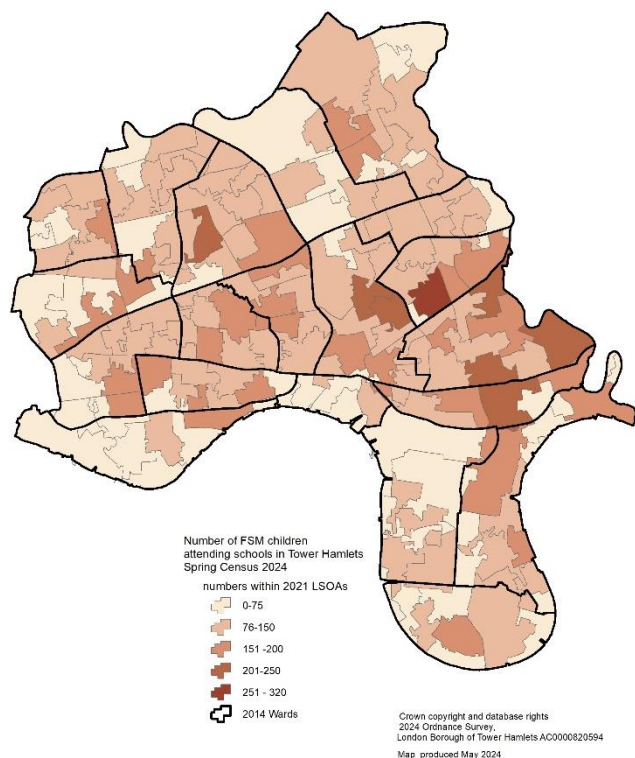 Number of FSM children
attending schools in Tower Hamlets
Spring Census 2024
numbers within 2021 LSOAs
0-75
76-150
151 -200
201-250
251 - 320
2014 Wards
Crown copyright and database rights
2024 Ordnance Survey,
London Borough of Tower Hamlets AC0000820594
Map produced May 2024